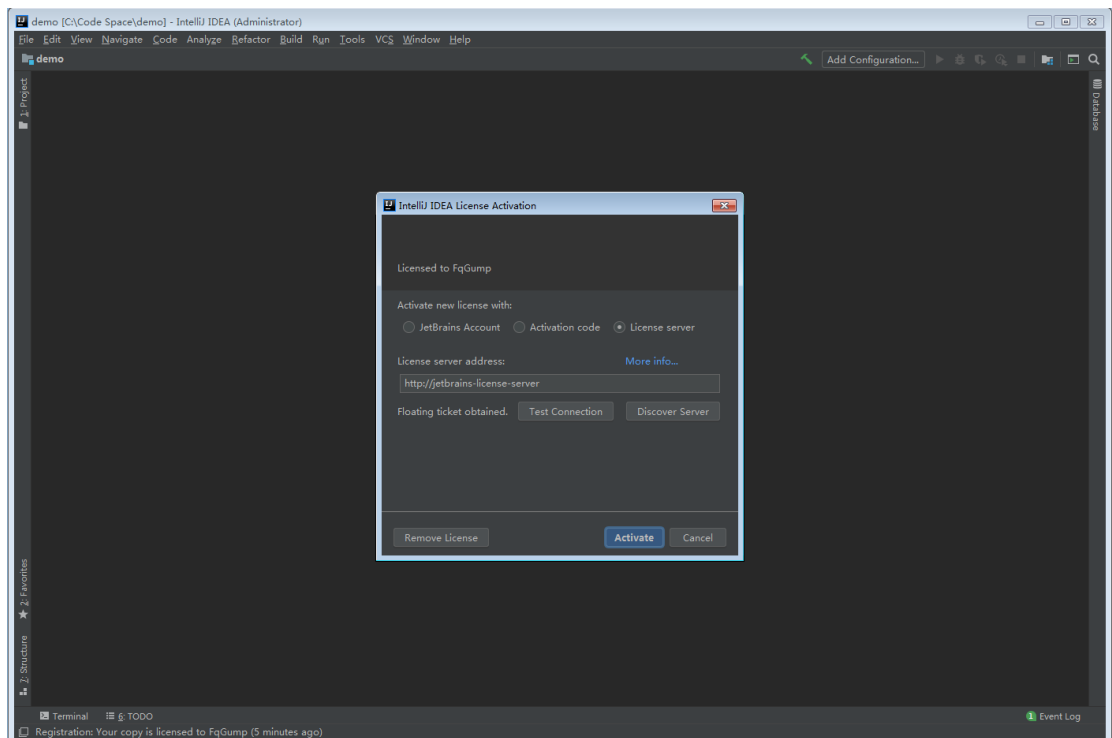 demo [C:\Code Space\demo] - IntelliJ IDEA (Administrator)
File Edit View Navigate Code Analyze Refactor Build Run Tools VCS Window Help
demo Add Configuration...
1: Project
Database
IntelliJ IDEA License Activation
Licensed to FqGump
Activate new license with:
JetBrains Account Activation code License server
License server address: More info...
http://jetbrains-license-server
Floating ticket obtained. Test Connection Discover Server
Remove License Activate Cancel
2: Favorites
7: Structure
Terminal 6: TODO 1 Event Log
Registration: Your copy is licensed to FqGump (5 minutes ago)